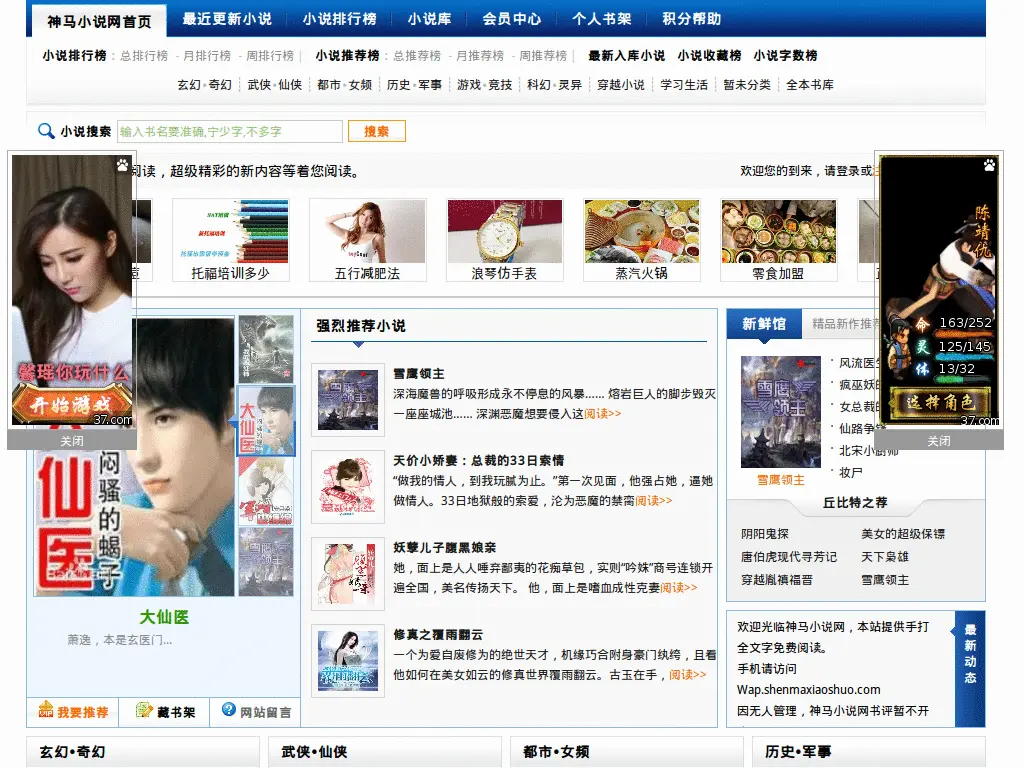 神马小说网首页
最近更新小说
小说排行榜
小说库
会员中心
个人书架
积分帮助
小说排行榜：总排行榜 - 月排行榜 - 周排行榜 | 小说推荐榜：总推荐榜 - 月推荐榜 - 周推荐榜 | 最新入库小说 小说收藏榜 小说字数榜
玄幻·奇幻 武侠·仙侠 都市·女频 历史·军事 游戏·竞技 科幻·灵异 穿越小说 学习生活 暂未分类 全本书库
小说搜索
输入书名要准确,宁少字,不多字
搜索
阅读，超级精彩的新内容等着您阅读。
欢迎您的到来，请登录或
托福培训多少
五行减肥法
浪琴仿手表
蒸汽火锅
零食加盟
馨瑶你玩什么
开始游戏
37.com
关闭
陈靖优
命 163/252
灵 125/145
体 13/32
选择角色
37.com
关闭
大仙医
闷骚的蝎子
大仙医
大仙医
萧逸，本是玄医门...
我要推荐
藏书架
网站留言
强烈推荐小说
雪鹰领主
深海魔兽的呼吸形成永不停息的风暴...... 熔岩巨人的脚步毁灭
一座座城池...... 深渊恶魔想要侵入这阅读>>
天价小娇妻：总裁的33日索情
“做我的情人，到我玩腻为止。”第一次见面，他强占她，逼她
做情人。33日地狱般的索爱，沦为恶魔的禁脔阅读>>
妖孽儿子腹黑娘亲
她，面上是人人唾弃鄙夷的花痴草包，实则“吟姝”商号连锁开
遍全国，美名传扬天下。 他，面上是嗜血成性克妻阅读>>
修真之覆雨翻云
一个为爱自废修为的绝世天才，机缘巧合附身豪门纨绔，且看
他如何在美女如云的修真世界覆雨翻云。古玉在手，阅读>>
新鲜馆
精品新作推荐
雪鹰领主
雪鹰领主
风流医生
疯巫妖的
女总裁的
仙路争锋
北宋小厨师
妆尸
丘比特之荐
阴阳鬼探
美女的超级保镖
唐伯虎现代寻芳记
天下枭雄
穿越胤禛福晋
雪鹰领主
欢迎光临神马小说网，本站提供手打
全文字免费阅读。
手机请访问
Wap.shenmaxiaoshuo.com
因无人管理，神马小说网书评暂不开
最新动态
玄幻•奇幻
武侠•仙侠
都市•女频
历史•军事